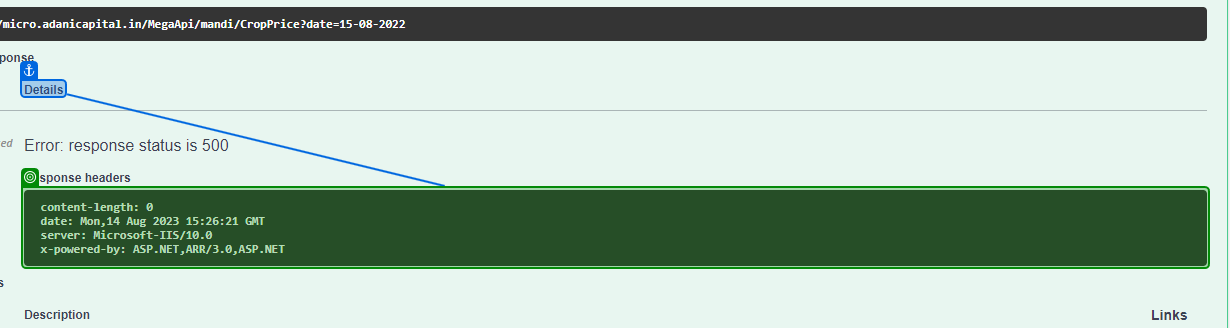 /micro.adanicapital.in/MegaApi/mandi/CropPrice?date=15-08-2022
ponse
Details
Error: response status is 500
sponse headers
content-length: 0
date: Mon,14 Aug 2023 15:26:21 GMT
server: Microsoft-IIS/10.0
x-powered-by: ASP.NET,ARR/3.0,ASP.NET
s
Description Links